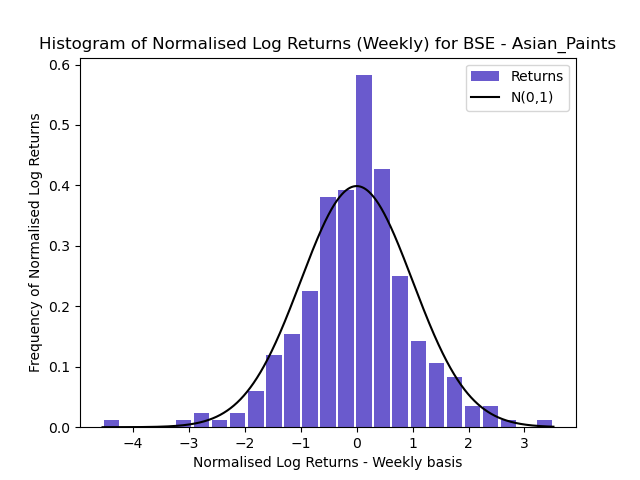 Histogram of Normalised Log Returns (Weekly) for BSE - Asian_Paints
Returns
N(0,1)
Frequency of Normalised Log Returns
0.6
0.5
0.4
0.3
0.2
0.1
0.0
−4 −3 −2 −1 0 1 2 3
Normalised Log Returns - Weekly basis